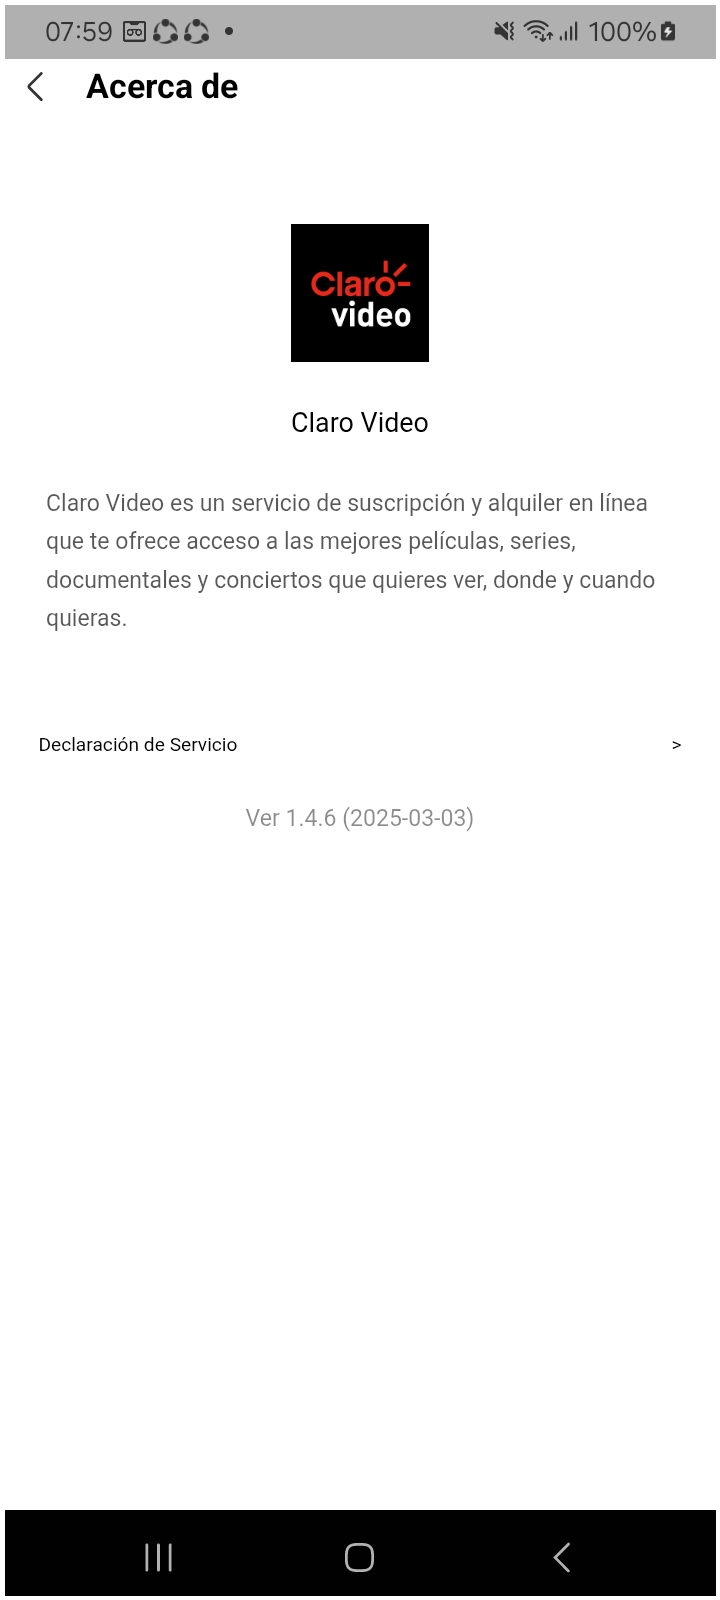 07:59
100%
Acerca de
Claro
video
Claro Video
Claro Video es un servicio de suscripción y alquiler en línea
que te ofrece acceso a las mejores películas, series,
documentales y conciertos que quieres ver, donde y cuando
quieras.
Declaración de Servicio >
Ver 1.4.6 (2025-03-03)